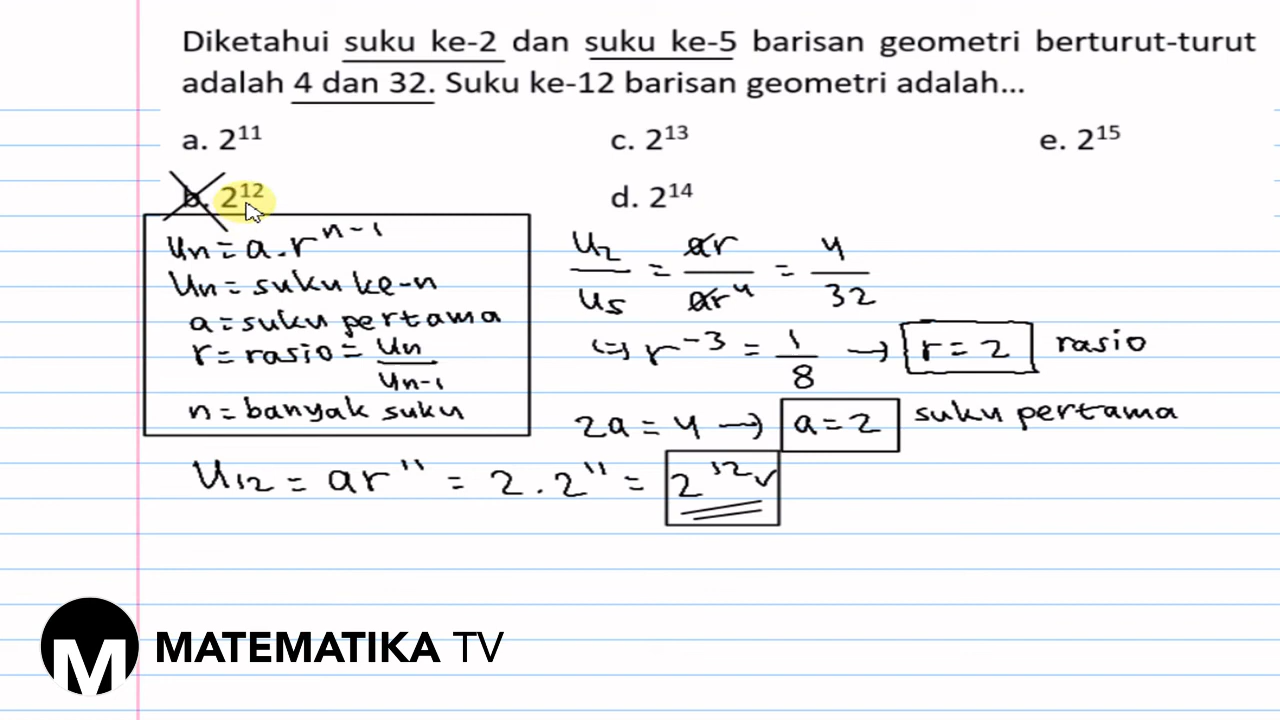 Diketahui suku ke-2 dan suku ke-5 barisan geometri berturut-turut
adalah 4 dan 32. Suku ke-12 barisan geometri adalah...
a. 2¹¹ c. 2¹³ e. 2¹⁵
b. 2¹² d. 2¹⁴
Un = a . r^(n-1)
Un = suku ke-n
a = suku pertama
r = rasio = Un/Un-1
n = banyak suku
U2/U5 = ar/ar⁴ = 4/32
⇔ r⁻³ = 1/8 → r = 2 rasio
2a = 4 → a = 2 suku pertama
U12 = ar¹¹ = 2 . 2¹¹ = 2¹² ✓
M MATEMATIKA TV